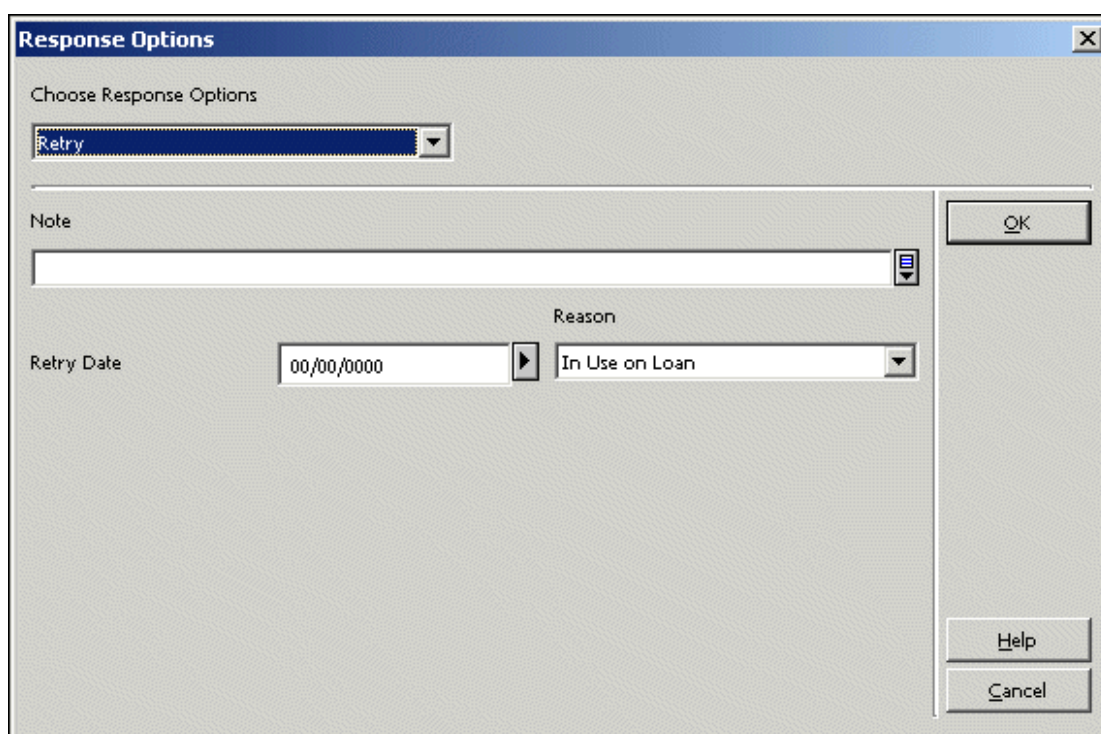 Response Options
Choose Response Options
Retry
Note
OK
Reason
Retry Date
00/00/0000
In Use on Loan
Help
Cancel